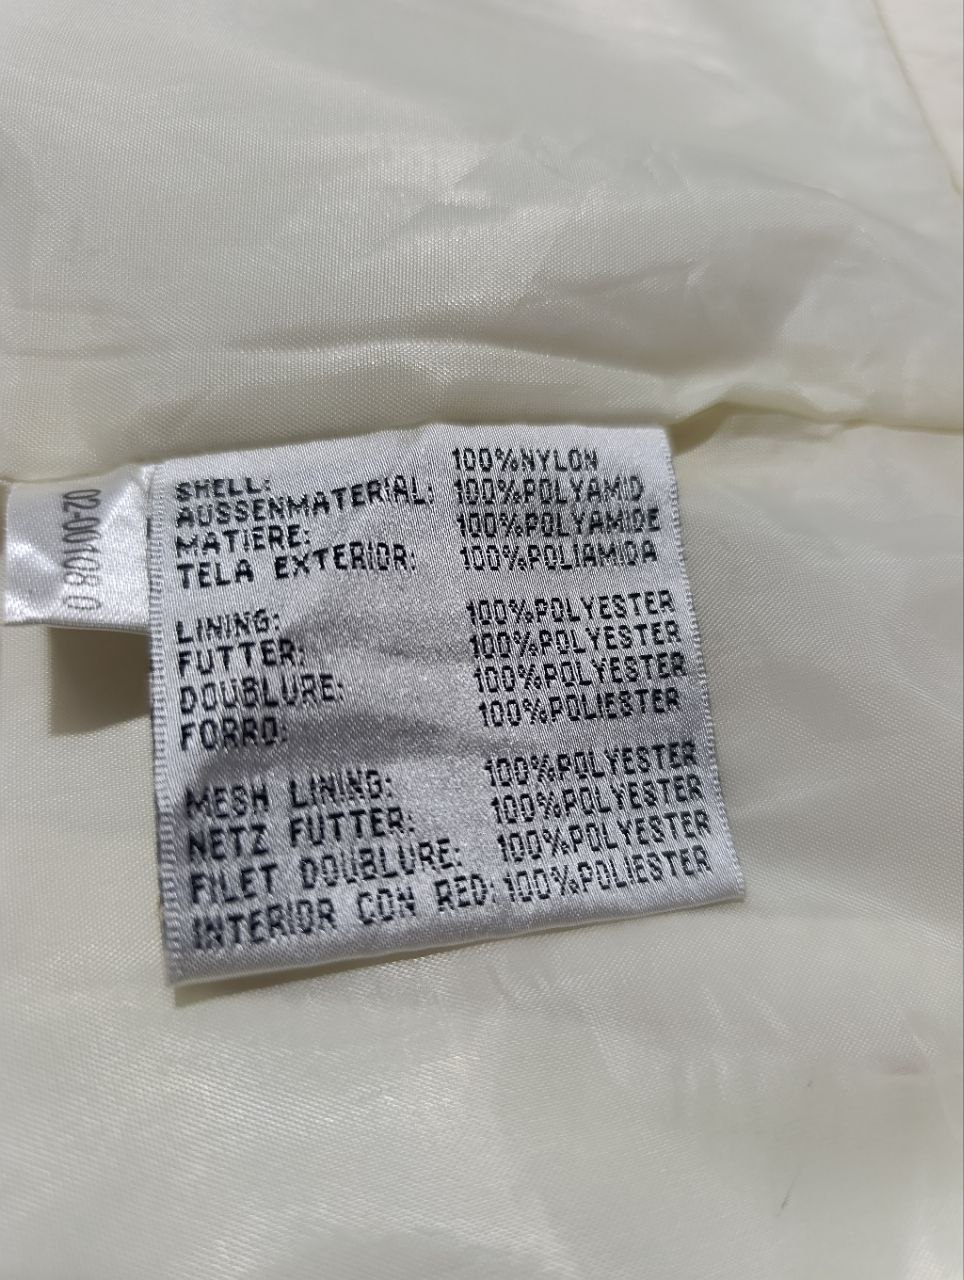 SHELL: 100%NYLON
AUSSENMATERIAL: 100%POLYAMID
MATIERE: 100%POLYAMIDE
TELA EXTERIOR: 100%POLIAMIDA
LINING: 100%POLYESTER
FUTTER: 100%POLYESTER
DOUBLURE: 100%POLYESTER
FORRO: 100%POLIESTER
MESH LINING: 100%POLYESTER
NETZ FUTTER: 100%POLYESTER
FILET DOUBLURE: 100%POLYESTER
INTERIOR CON RED: 100%POLIESTER
02-00108 0